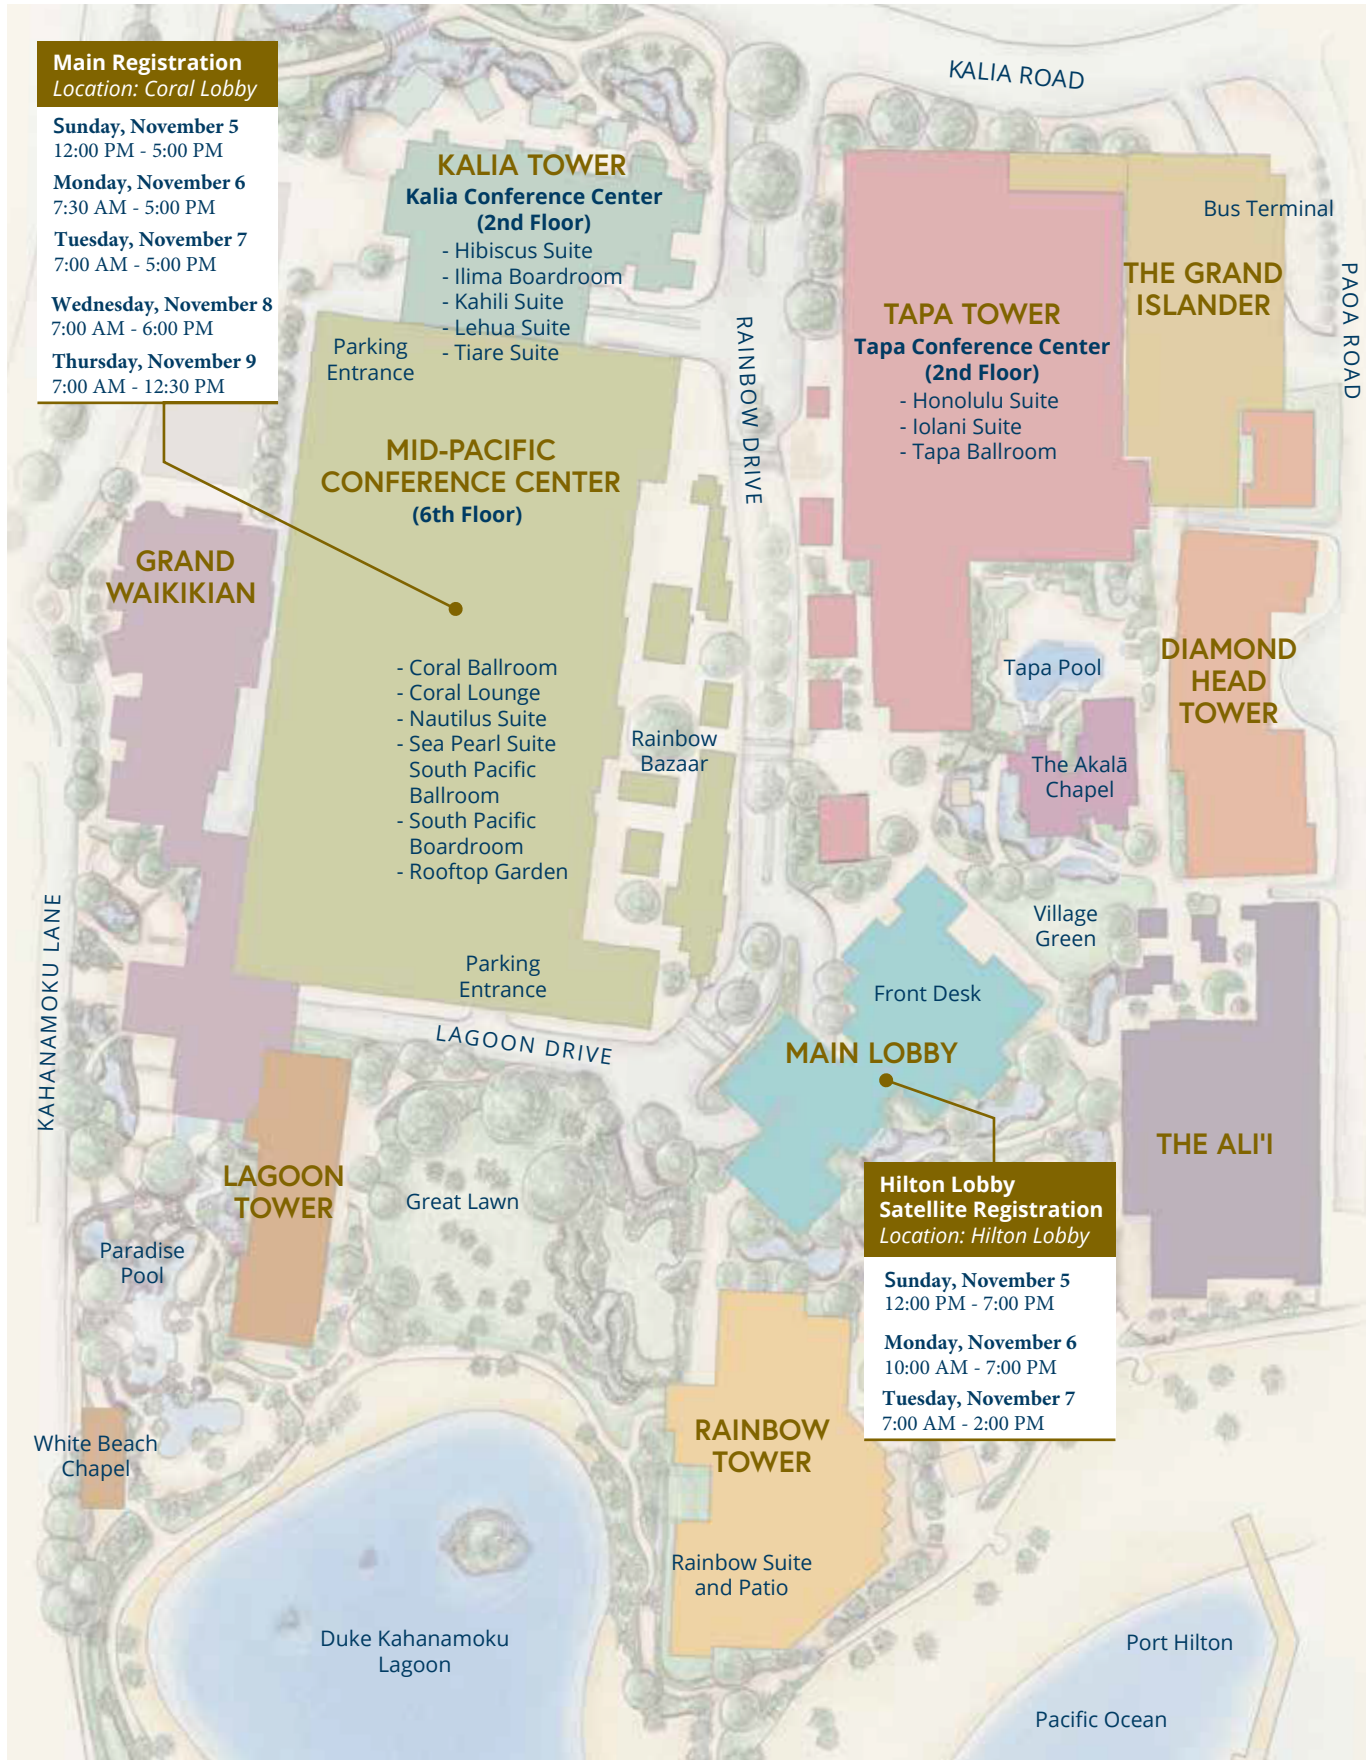 Main Registration
Location: Coral Lobby
Sunday, November 5
12:00 PM - 5:00 PM
Monday, November 6
7:30 AM - 5:00 PM
Tuesday, November 7
7:00 AM - 5:00 PM
Wednesday, November 8
7:00 AM - 6:00 PM
Thursday, November 9
7:00 AM - 12:30 PM
KALIA ROAD
KALIA TOWER
Kalia Conference Center
(2nd Floor)
- Hibiscus Suite
- Ilima Boardroom
- Kahili Suite
- Lehua Suite
- Tiare Suite
Parking
Entrance
Bus Terminal
THE GRAND
ISLANDER
PAOA ROAD
RAINBOW DRIVE
TAPA TOWER
Tapa Conference Center
(2nd Floor)
- Honolulu Suite
- Iolani Suite
- Tapa Ballroom
MID-PACIFIC
CONFERENCE CENTER
(6th Floor)
GRAND
WAIKIKIAN
- Coral Ballroom
- Coral Lounge
- Nautilus Suite
- Sea Pearl Suite
South Pacific
Ballroom
- South Pacific
Boardroom
- Rooftop Garden
Rainbow
Bazaar
Tapa Pool
DIAMOND
HEAD
TOWER
The Akalā
Chapel
Village
Green
KAHANAMOKU LANE
Parking
Entrance
LAGOON DRIVE
Front Desk
MAIN LOBBY
THE ALI'I
LAGOON
TOWER
Great Lawn
Paradise
Pool
Hilton Lobby
Satellite Registration
Location: Hilton Lobby
Sunday, November 5
12:00 PM - 7:00 PM
Monday, November 6
10:00 AM - 7:00 PM
Tuesday, November 7
7:00 AM - 2:00 PM
White Beach
Chapel
RAINBOW
TOWER
Rainbow Suite
and Patio
Duke Kahanamoku
Lagoon
Port Hilton
Pacific Ocean